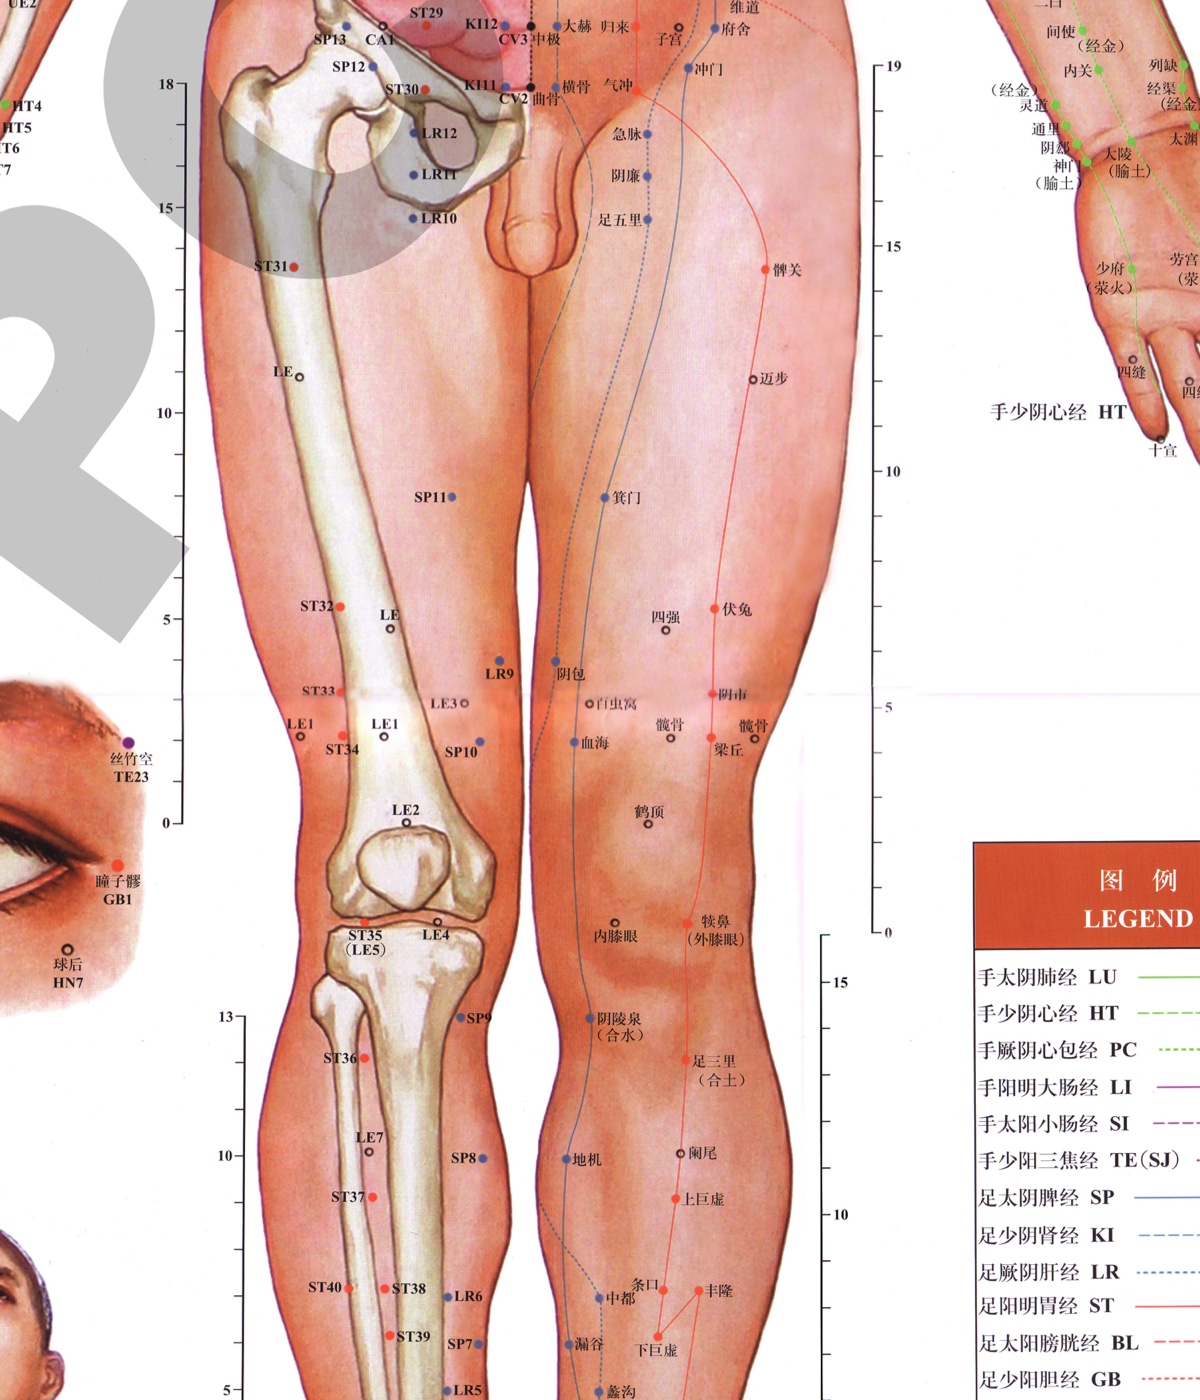 UE2
HT4
HT5
T6
T7
ST29
SP13
CA1
KI12
CV3
中极
大赫
归来
子宫
维道
府舍
SP12
冲门
ST30
KI11
CV2
曲骨
横骨
气冲
LR12
急脉
LR11
阴廉
LR10
足五里
ST31
髀关
LE
迈步
SP11
箕门
ST32
LE
四强
伏兔
LR9
阴包
ST33
LE3
百虫窝
阴市
LE1
ST34
LE1
SP10
血海
髋骨
梁丘
髋骨
LE2
鹤顶
ST35
(LE5)
LE4
内膝眼
犊鼻
(外膝眼)
SP9
阴陵泉
(合水)
ST36
足三里
(合土)
LE7
SP8
地机
阑尾
ST37
上巨虚
ST40
ST38
LR6
中都
条口
丰隆
ST39
SP7
漏谷
下巨虚
LR5
蠡沟
18
15
10
5
0
13
10
5
19
15
10
5
0
15
10
丝竹空
TE23
瞳子髎
GB1
球后
HN7
间使
(经金)
内关
列缺
(经金)
灵道
经渠
(经金
通里
阴郄
太渊
神门
(腧土)
大陵
(腧土)
少府
(荥火)
劳宫
(荥
四缝
手少阴心经 HT
十宣
图 例
LEGEND
手太阴肺经 LU
手少阴心经 HT
手厥阴心包经 PC
手阳明大肠经 LI
手太阳小肠经 SI
手少阳三焦经 TE(SJ)
足太阴脾经 SP
足少阴肾经 KI
足厥阴肝经 LR
足阳明胃经 ST
足太阳膀胱经 BL
足少阳胆经 GB